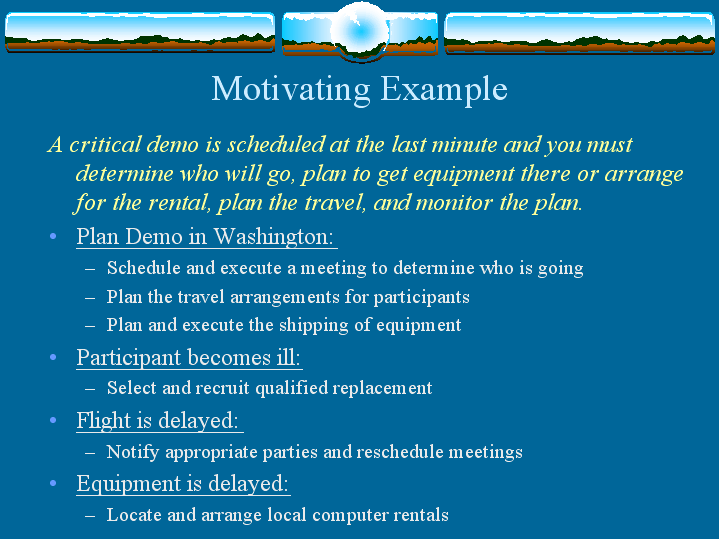 Motivating Example
A critical demo is scheduled at the last minute and you must
determine who will go, plan to get equipment there or arrange
for the rental, plan the travel, and monitor the plan.
• Plan Demo in Washington:
– Schedule and execute a meeting to determine who is going
– Plan the travel arrangements for participants
– Plan and execute the shipping of equipment
• Participant becomes ill:
– Select and recruit qualified replacement
• Flight is delayed:
– Notify appropriate parties and reschedule meetings
• Equipment is delayed:
– Locate and arrange local computer rentals